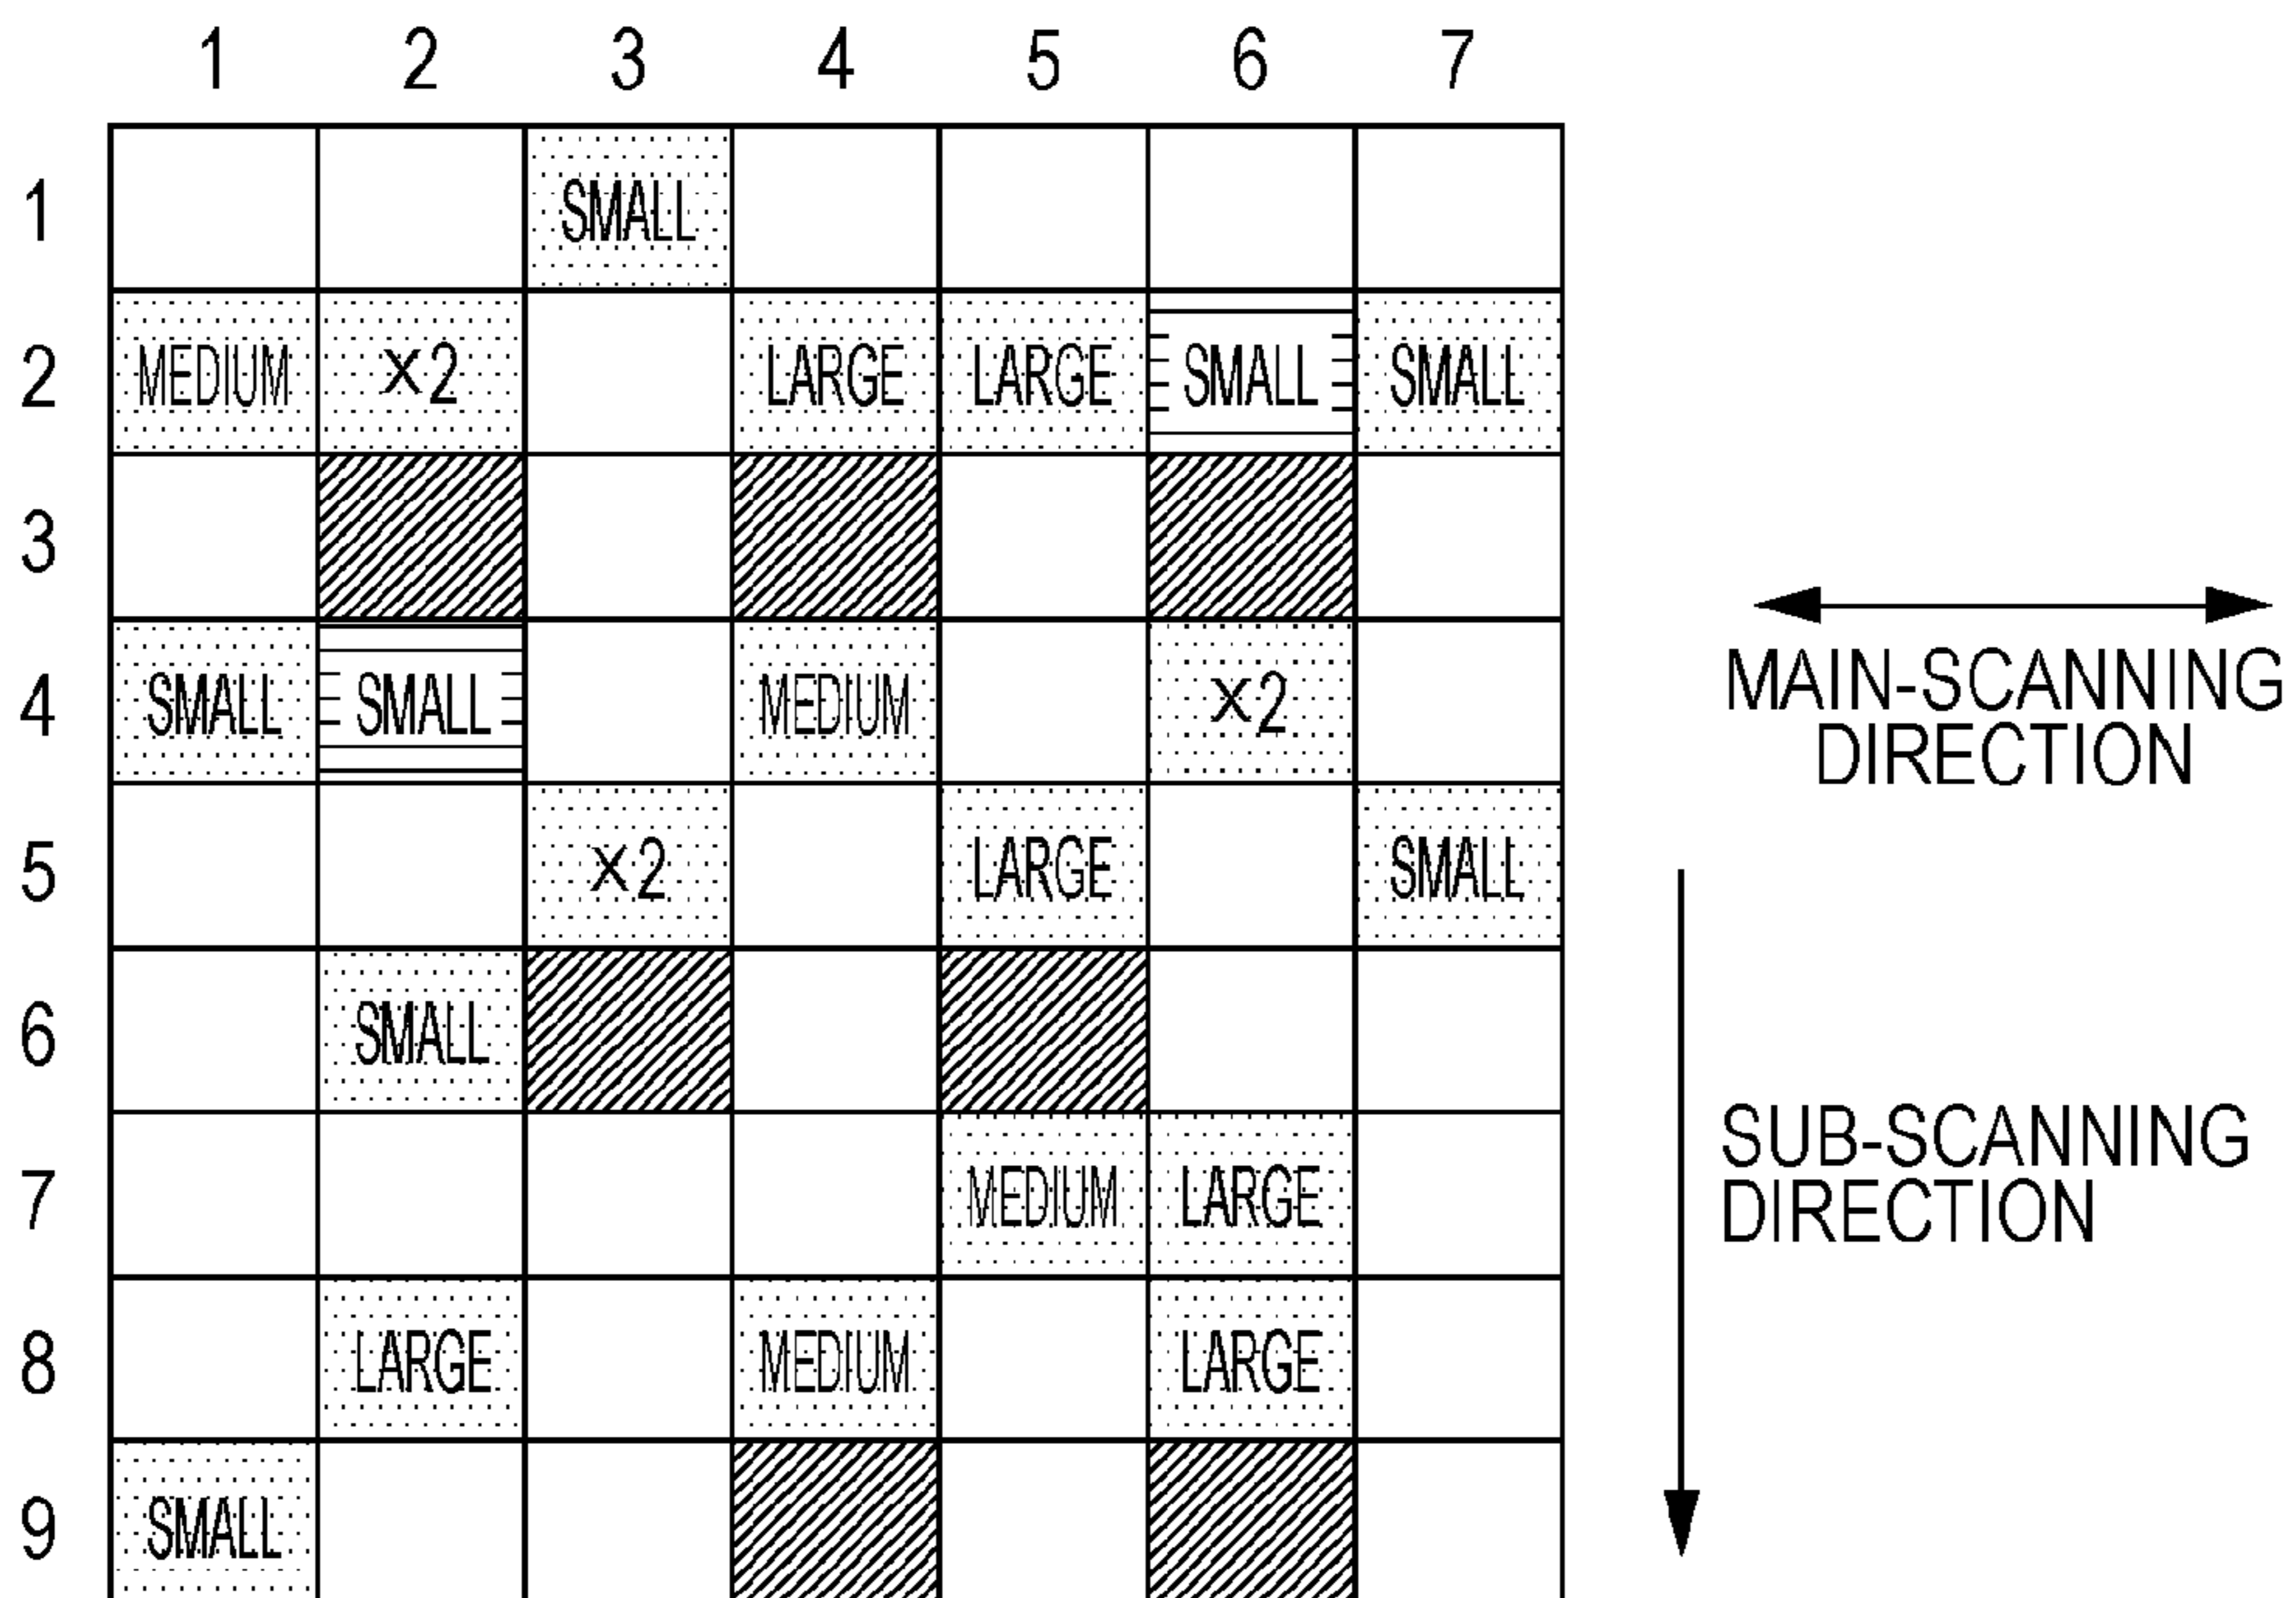 1 2 3 4 5 6 7
1 SMALL
2 MEDIUM ×2 LARGE LARGE SMALL SMALL
3
4 SMALL SMALL MEDIUM ×2
MAIN-SCANNING
DIRECTION
5 ×2 LARGE SMALL
6 SMALL
7 MEDIUM LARGE
SUB-SCANNING
DIRECTION
8 LARGE MEDIUM LARGE
9 SMALL